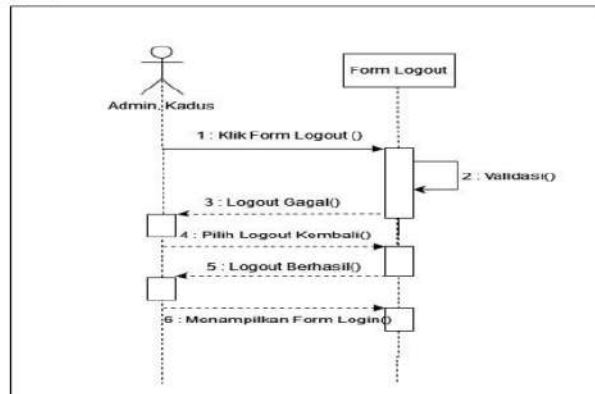 Form Logout
Admin, Kadus
1 : Klik Form Logout ()
2 : Validasi()
3 : Logout Gagal()
4 : Pilih Logout Kembali()
5 : Logout Berhasil()
6 : Menampilkan Form Login()